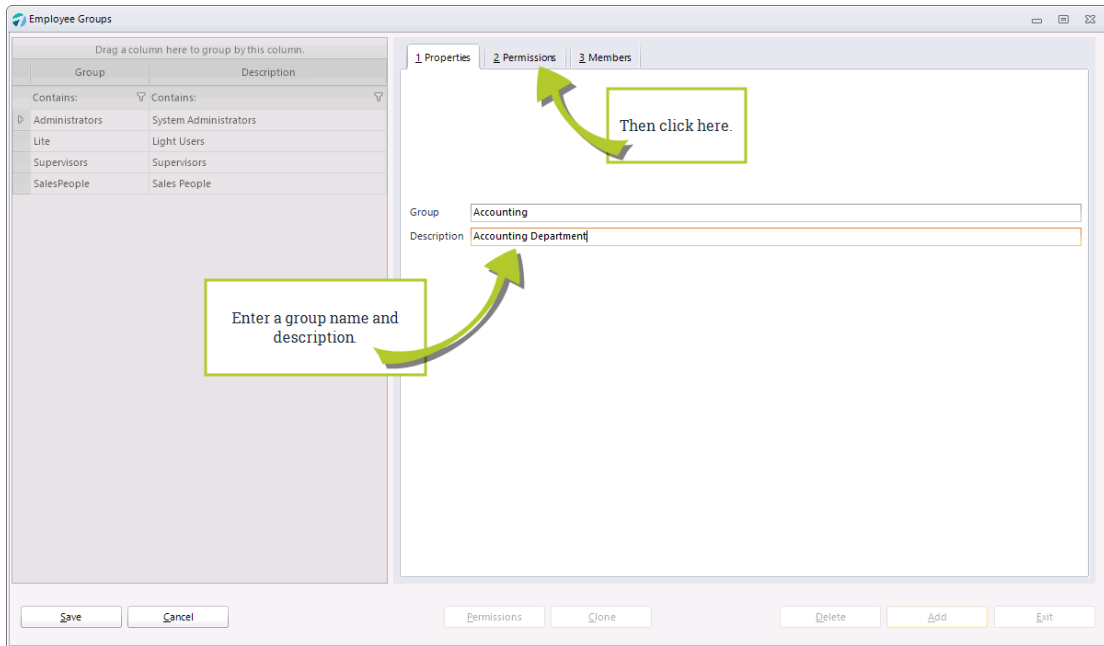 Employee Groups
Drag a column here to group by this column.
Group Description
Contains: Contains:
Administrators System Administrators
Lite Light Users
Supervisors Supervisors
SalesPeople Sales People
1 Properties 2 Permissions 3 Members
Then click here.
Group Accounting
Description Accounting Department
Enter a group name and
description.
Save Cancel Permissions Clone Delete Add Exit